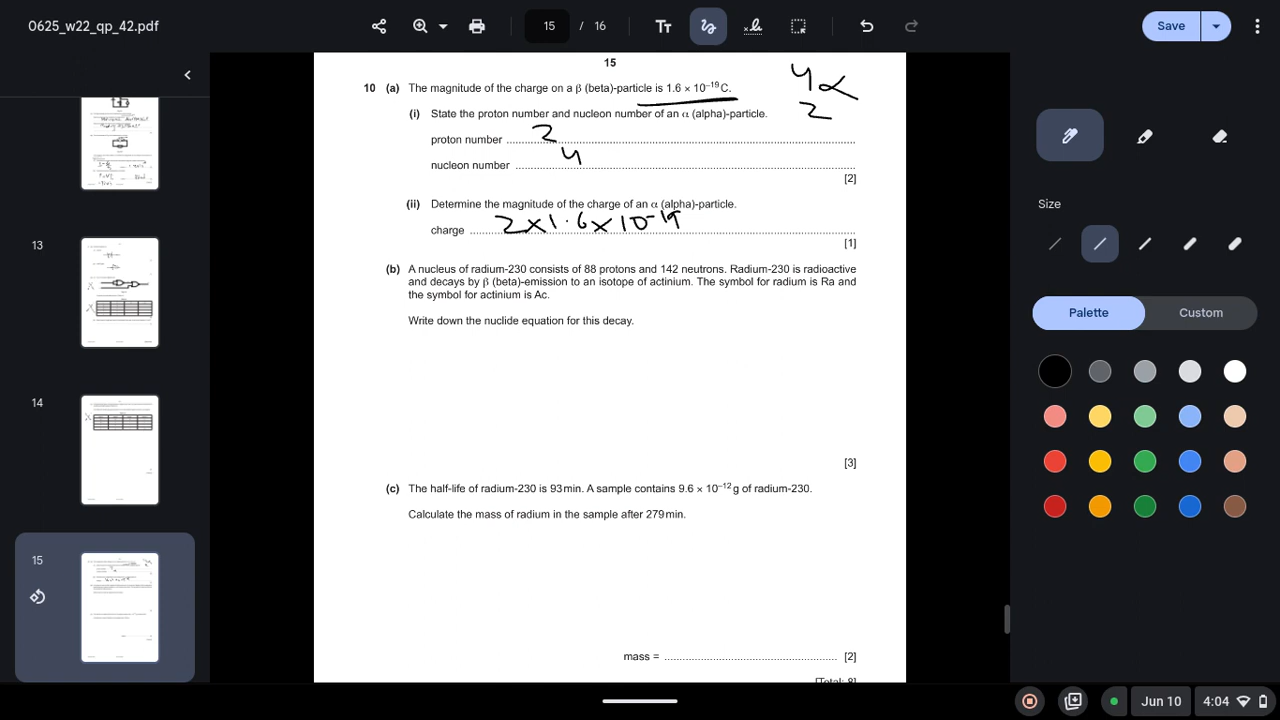 0625_w22_qp_42.pdf
15 / 16
Save
15
4
α
2
10 (a) The magnitude of the charge on a β (beta)-particle is 1.6 × 10⁻¹⁹ C.
(i) State the proton number and nucleon number of an α (alpha)-particle.
proton number 2
nucleon number 4
[2]
(ii) Determine the magnitude of the charge of an α (alpha)-particle.
charge 2×1.6×10⁻¹⁹
[1]
(b) A nucleus of radium-230 consists of 88 protons and 142 neutrons. Radium-230 is radioactive
and decays by β (beta)-emission to an isotope of actinium. The symbol for radium is Ra and
the symbol for actinium is Ac.
Write down the nuclide equation for this decay.
[3]
(c) The half-life of radium-230 is 93 min. A sample contains 9.6 × 10⁻¹² g of radium-230.
Calculate the mass of radium in the sample after 279 min.
mass = [2]
[Total: 8]
13
14
15
Size
Palette
Custom
Jun 10
4:04